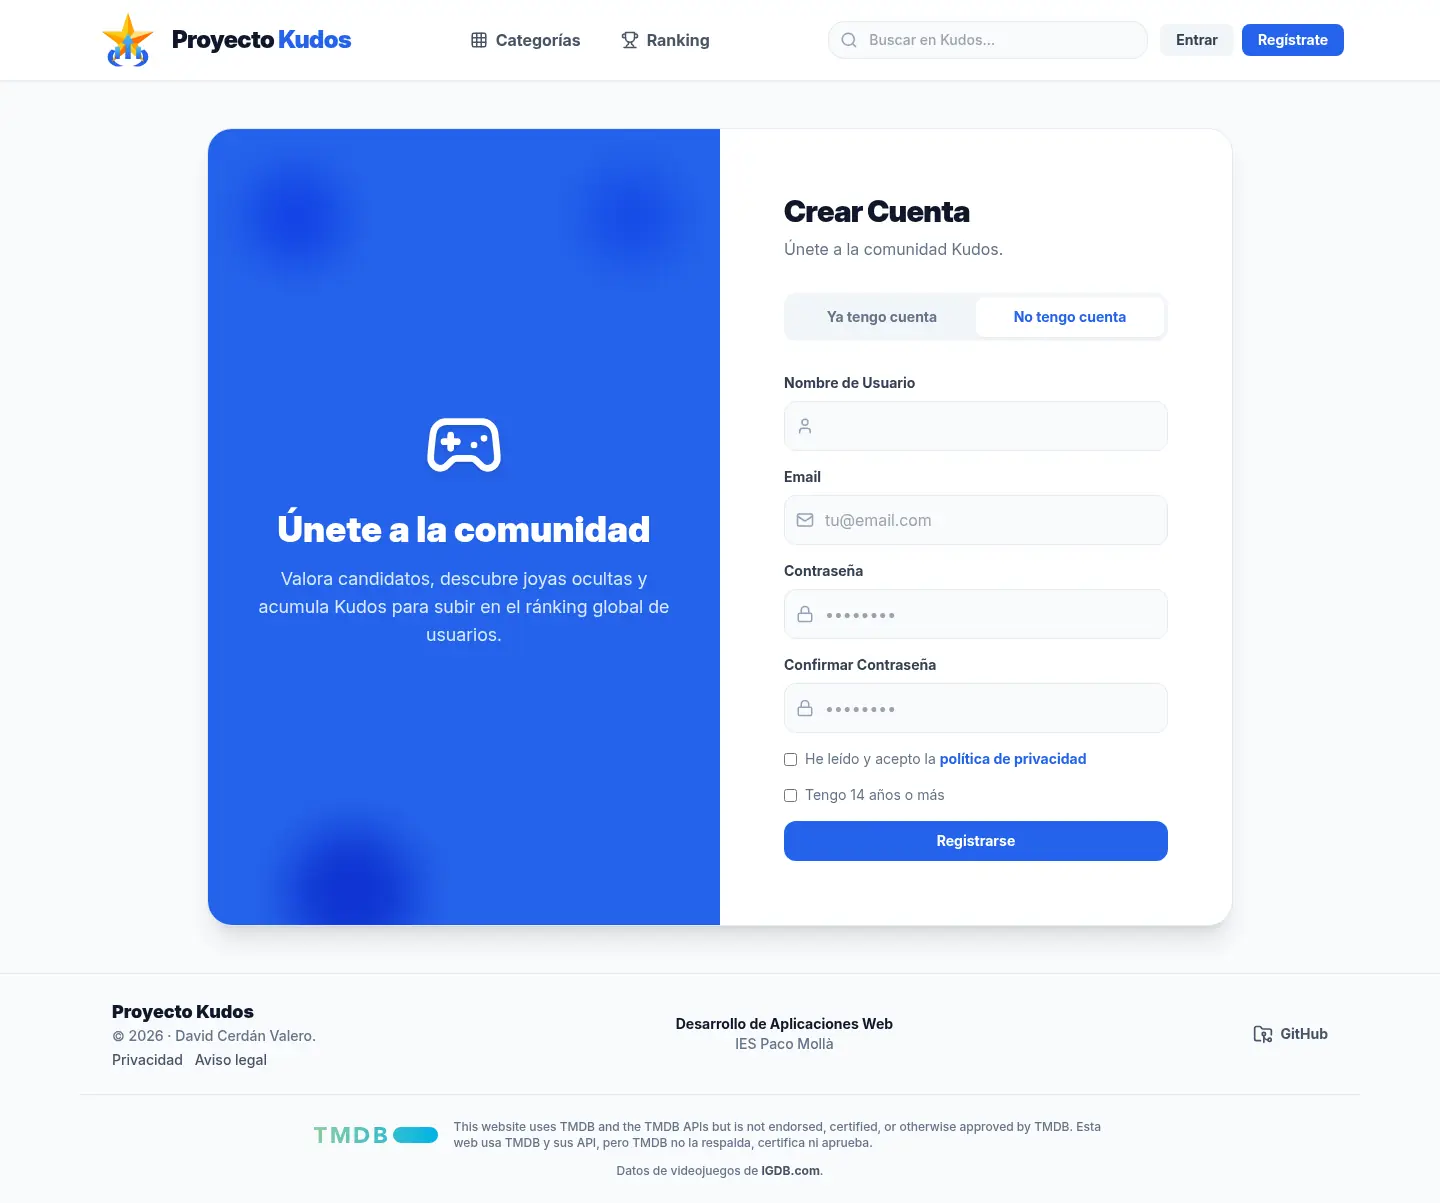 Proyecto Kudos
Categorías
Ranking
Buscar en Kudos...
Entrar
Regístrate
Únete a la comunidad
Valora candidatos, descubre joyas ocultas y
acumula Kudos para subir en el ránking global de
usuarios.
Crear Cuenta
Únete a la comunidad Kudos.
Ya tengo cuenta
No tengo cuenta
Nombre de Usuario
Email
tu@email.com
Contraseña
••••••••
Confirmar Contraseña
••••••••
He leído y acepto la política de privacidad
Tengo 14 años o más
Registrarse
Proyecto Kudos
© 2026 · David Cerdán Valero.
Privacidad Aviso legal
Desarrollo de Aplicaciones Web
IES Paco Mollà
GitHub
TMDB
This website uses TMDB and the TMDB APIs but is not endorsed, certified, or otherwise approved by TMDB. Esta
web usa TMDB y sus API, pero TMDB no la respalda, certifica ni aprueba.
Datos de videojuegos de IGDB.com.